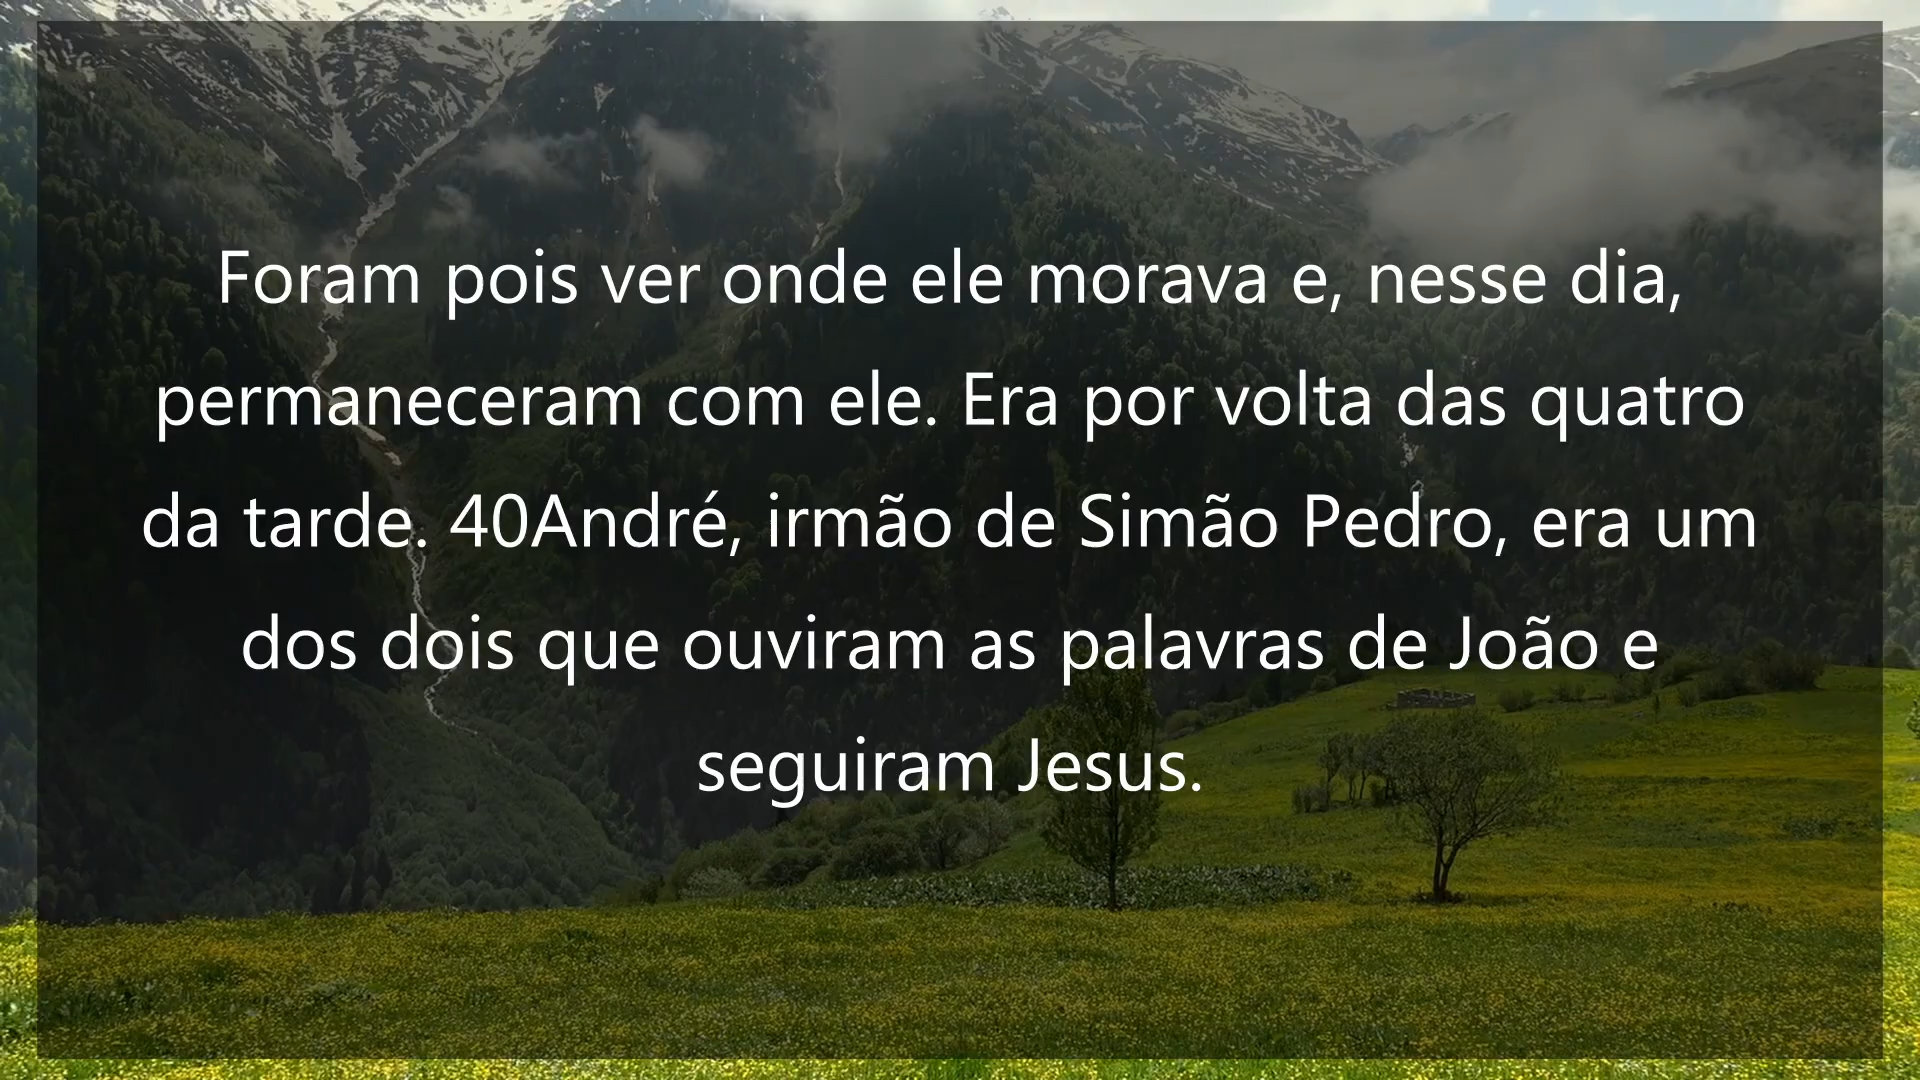 Foram pois ver onde ele morava e, nesse dia,
permaneceram com ele. Era por volta das quatro
da tarde. 40André, irmão de Simão Pedro, era um
dos dois que ouviram as palavras de João e
seguiram Jesus.